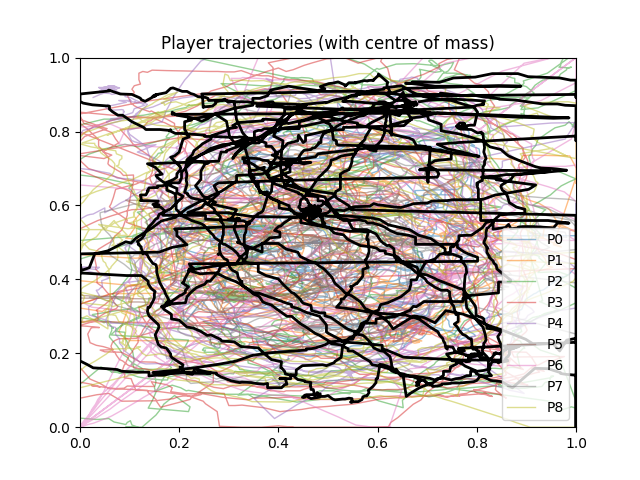 Player trajectories (with centre of mass)
1.0
0.8
0.6
0.4
0.2
0.0
P0
P1
P2
P3
P4
P5
P6
P7
P8
0.0 0.2 0.4 0.6 0.8 1.0